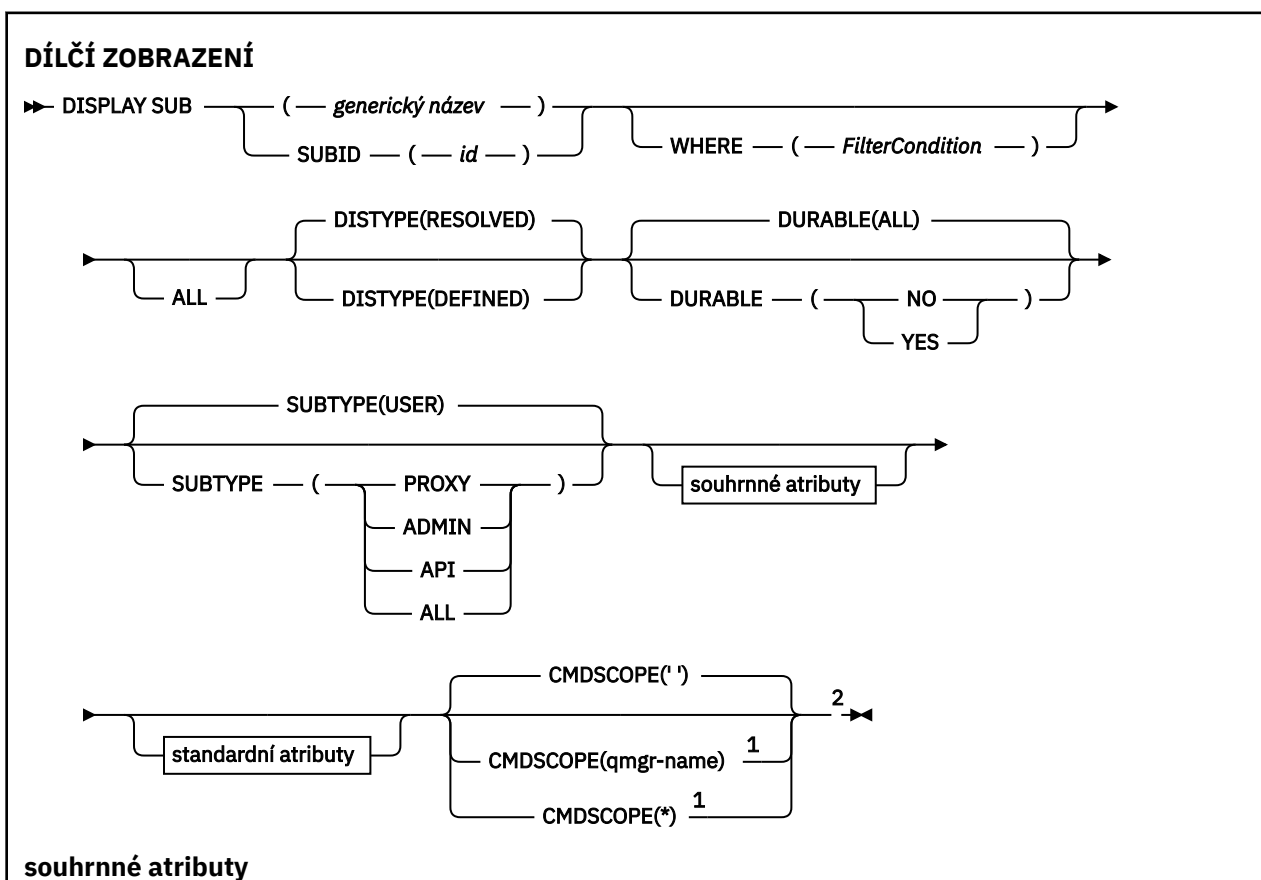 DÍLČÍ ZOBRAZENÍ
DISPLAY SUB ( generický název )
SUBID ( id )
WHERE ( FilterCondition )
ALL
DISTYPE(RESOLVED)
DISTYPE(DEFINED)
DURABLE(ALL)
DURABLE ( NO )
YES
SUBTYPE(USER)
SUBTYPE ( PROXY )
ADMIN
API
ALL
souhrnné atributy
standardní atributy
CMDSCOPE(' ')
2
CMDSCOPE(qmgr-name) 1
CMDSCOPE(*) 1
souhrnné atributy